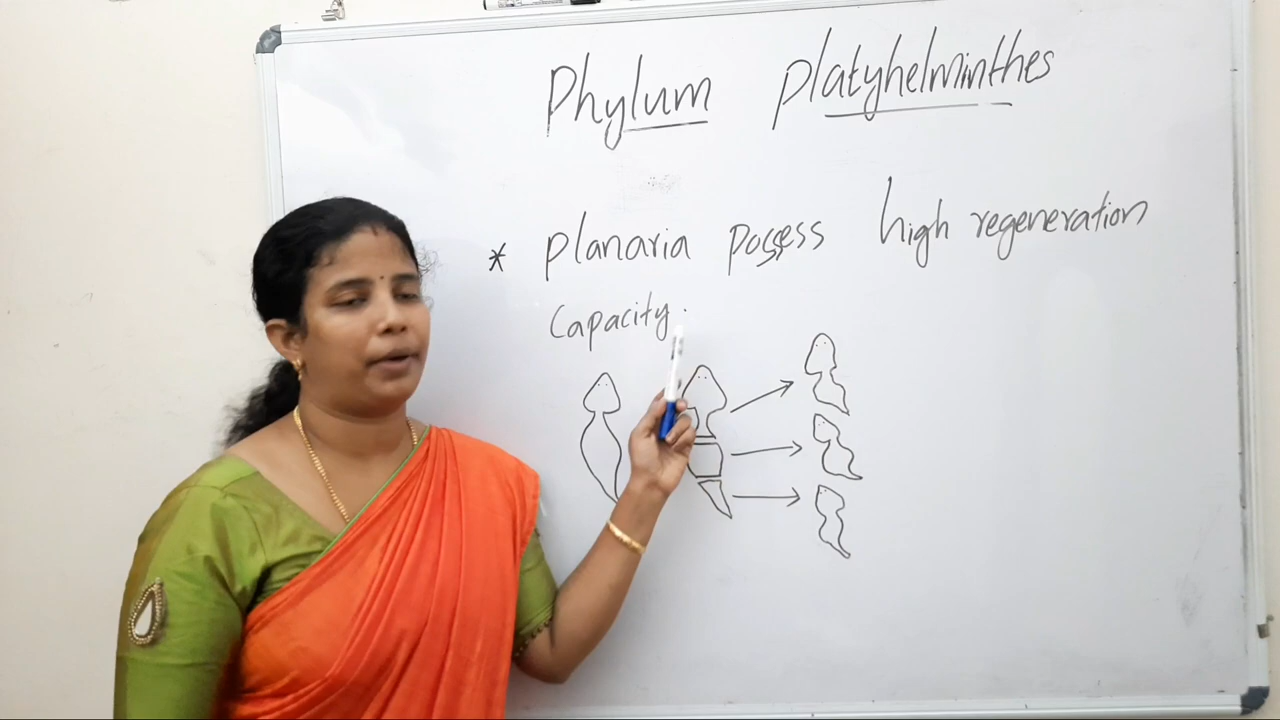 Phylum Platyhelminthes
* Planaria possess high regeneration
Capacity.